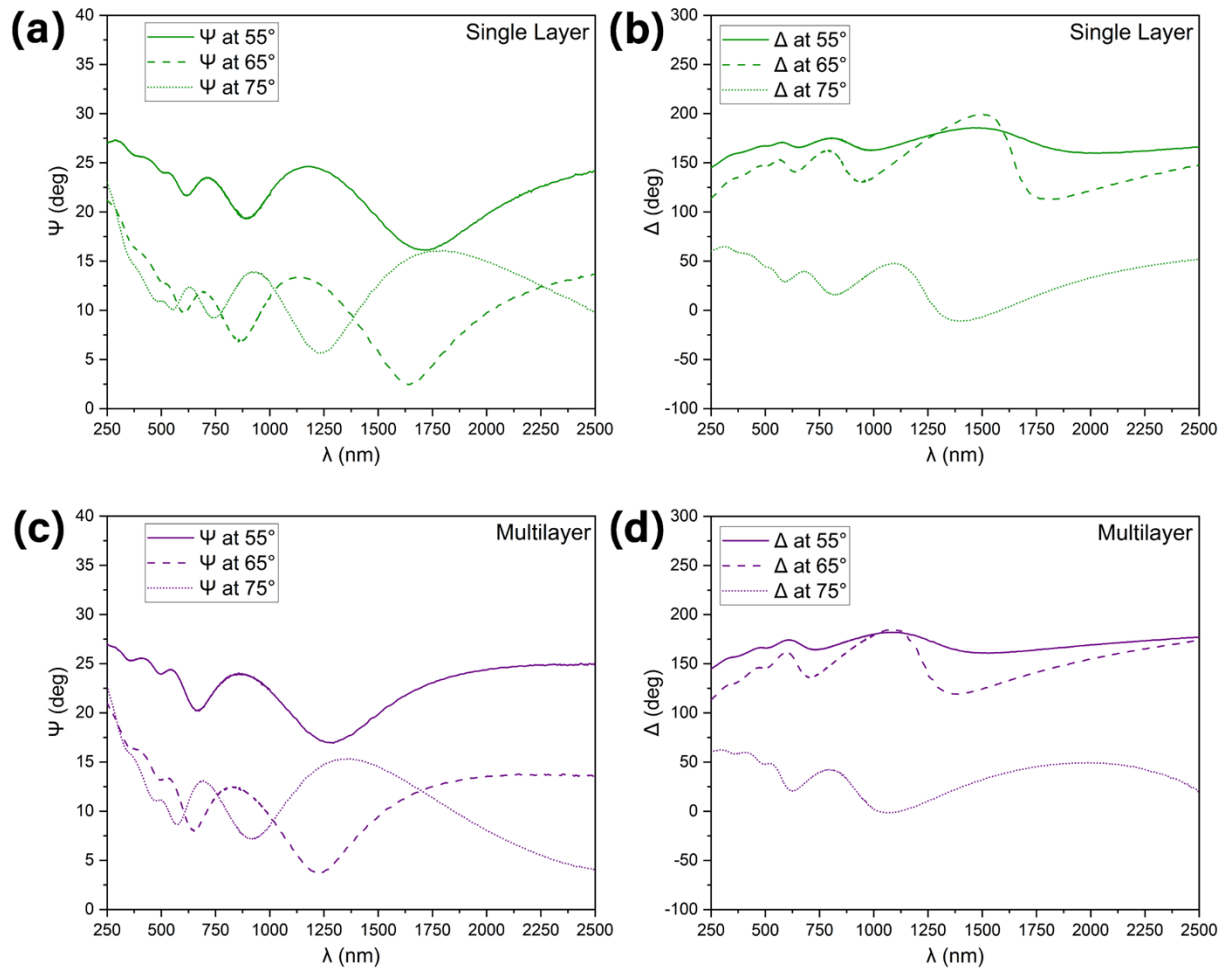 (a)
Single Layer
Ψ at 55°
Ψ at 65°
Ψ at 75°
40
35
30
25
20
15
10
5
0
Ψ (deg)
250 500 750 1000 1250 1500 1750 2000 2250 2500
λ (nm)
(b)
Single Layer
Δ at 55°
Δ at 65°
Δ at 75°
300
250
200
150
100
50
0
-50
-100
Δ (deg)
250 500 750 1000 1250 1500 1750 2000 2250 2500
λ (nm)
(c)
Multilayer
Ψ at 55°
Ψ at 65°
Ψ at 75°
40
35
30
25
20
15
10
5
0
Ψ (deg)
250 500 750 1000 1250 1500 1750 2000 2250 2500
λ (nm)
(d)
Multilayer
Δ at 55°
Δ at 65°
Δ at 75°
300
250
200
150
100
50
0
-50
-100
Δ (deg)
250 500 750 1000 1250 1500 1750 2000 2250 2500
λ (nm)